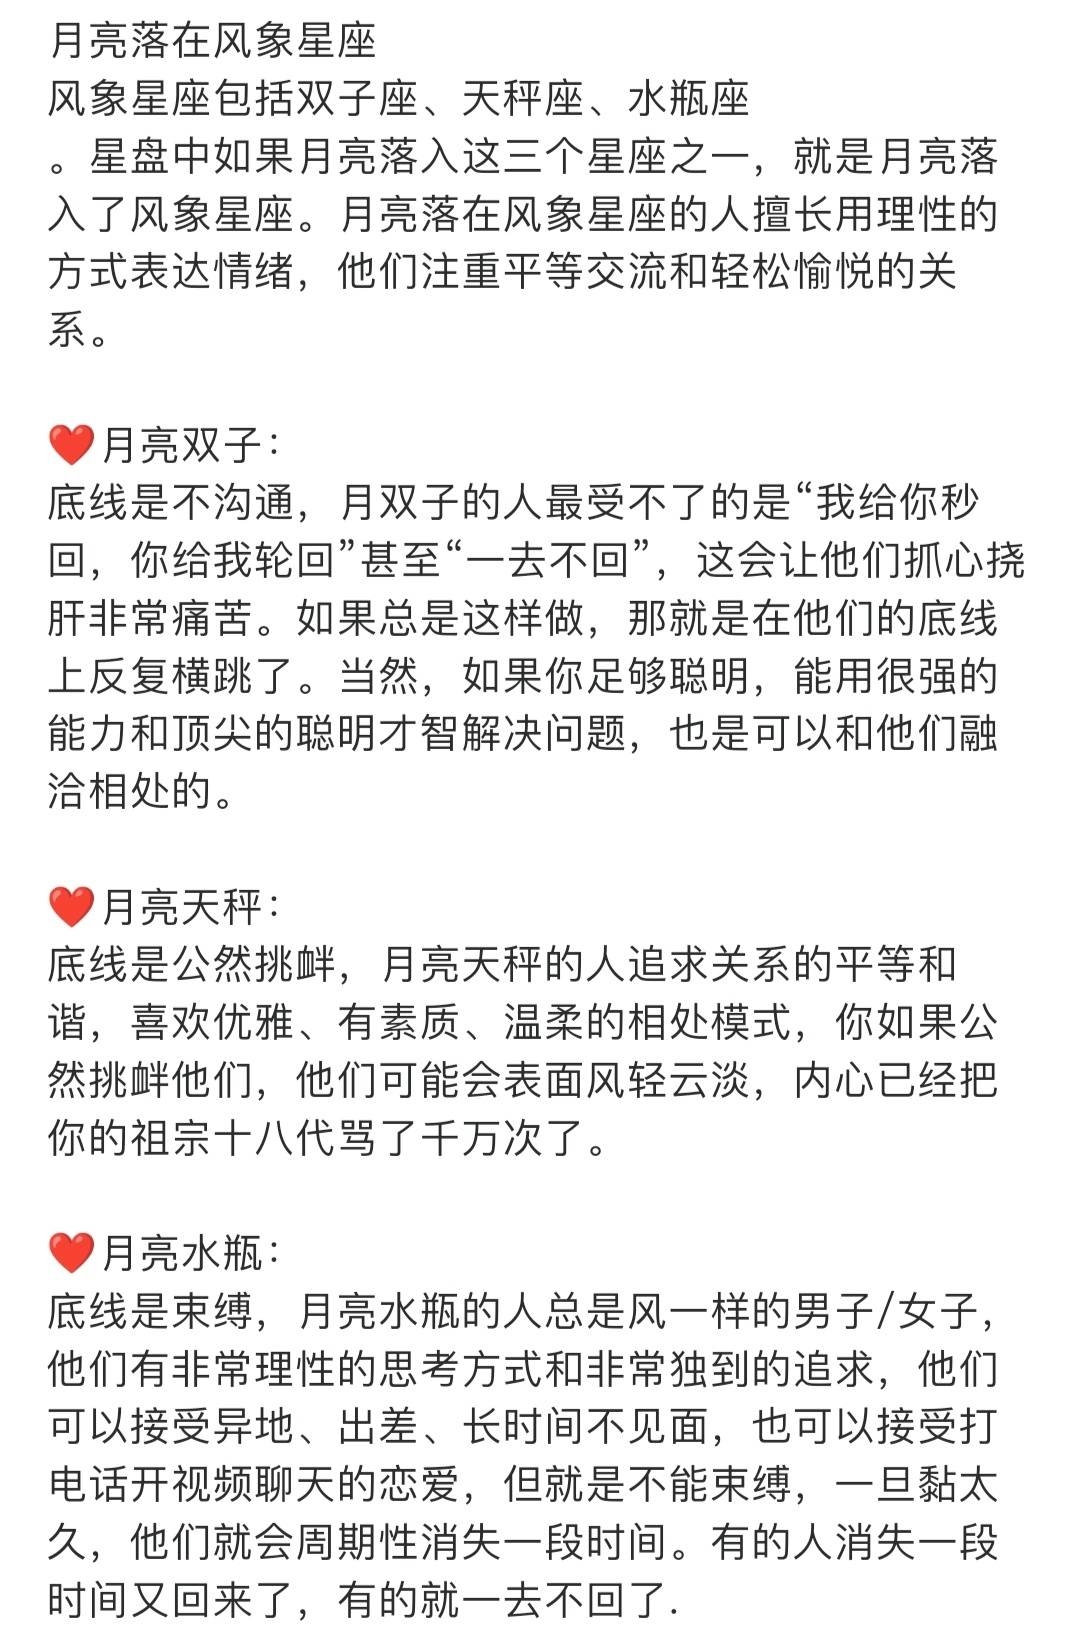 月亮落在风象星座
风象星座包括双子座、天秤座、水瓶座
。星盘中如果月亮落入这三个星座之一，就是月亮落
入了风象星座。月亮落在风象星座的人擅长用理性的
方式表达情绪，他们注重平等交流和轻松愉悦的关
系。
❤️月亮双子：
底线是不沟通，月双子的人最受不了的是“我给你秒
回，你给我轮回”甚至“一去不回”，这会让他们抓心挠
肝非常痛苦。如果总是这样做，那就是在他们的底线
上反复横跳了。当然，如果你足够聪明，能用很强的
能力和顶尖的聪明才智解决问题，也是可以和他们融
洽相处的。
❤️月亮天秤：
底线是公然挑衅，月亮天秤的人追求关系的平等和
谐，喜欢优雅、有素质、温柔的相处模式，你如果公
然挑衅他们，他们可能会表面风轻云淡，内心已经把
你的祖宗十八代骂了千万次了。
❤️月亮水瓶：
底线是束缚，月亮水瓶的人总是风一样的男子/女子，
他们有非常理性的思考方式和非常独到的追求，他们
可以接受异地、出差、长时间不见面，也可以接受打
电话开视频聊天的恋爱，但就是不能束缚，一旦黏太
久，他们就会周期性消失一段时间。有的人消失一段
时间又回来了，有的就一去不回了.